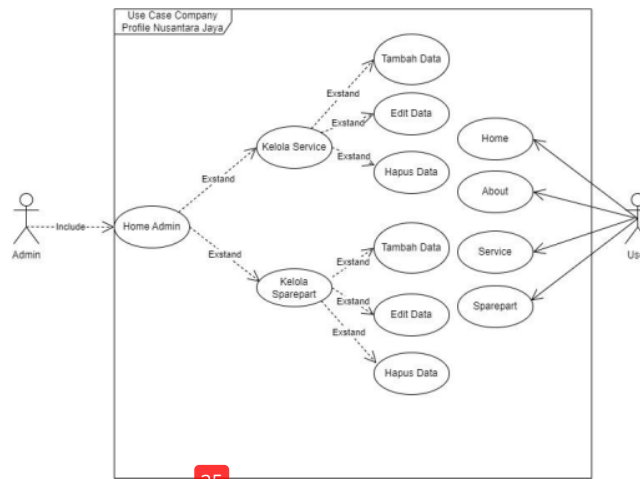 Use Case Company
Profile Nusantara Jaya
Tambah Data
Exstand
Edit Data
Exstand
Kelola Service
Exstand
Hapus Data
Home
Exstand
About
Admin
Include
Home Admin
Exstand
Tambah Data
Exstand
Kelola
Sparepart
Exstand
Edit Data
Exstand
Hapus Data
Service
Sparepart
Use
25